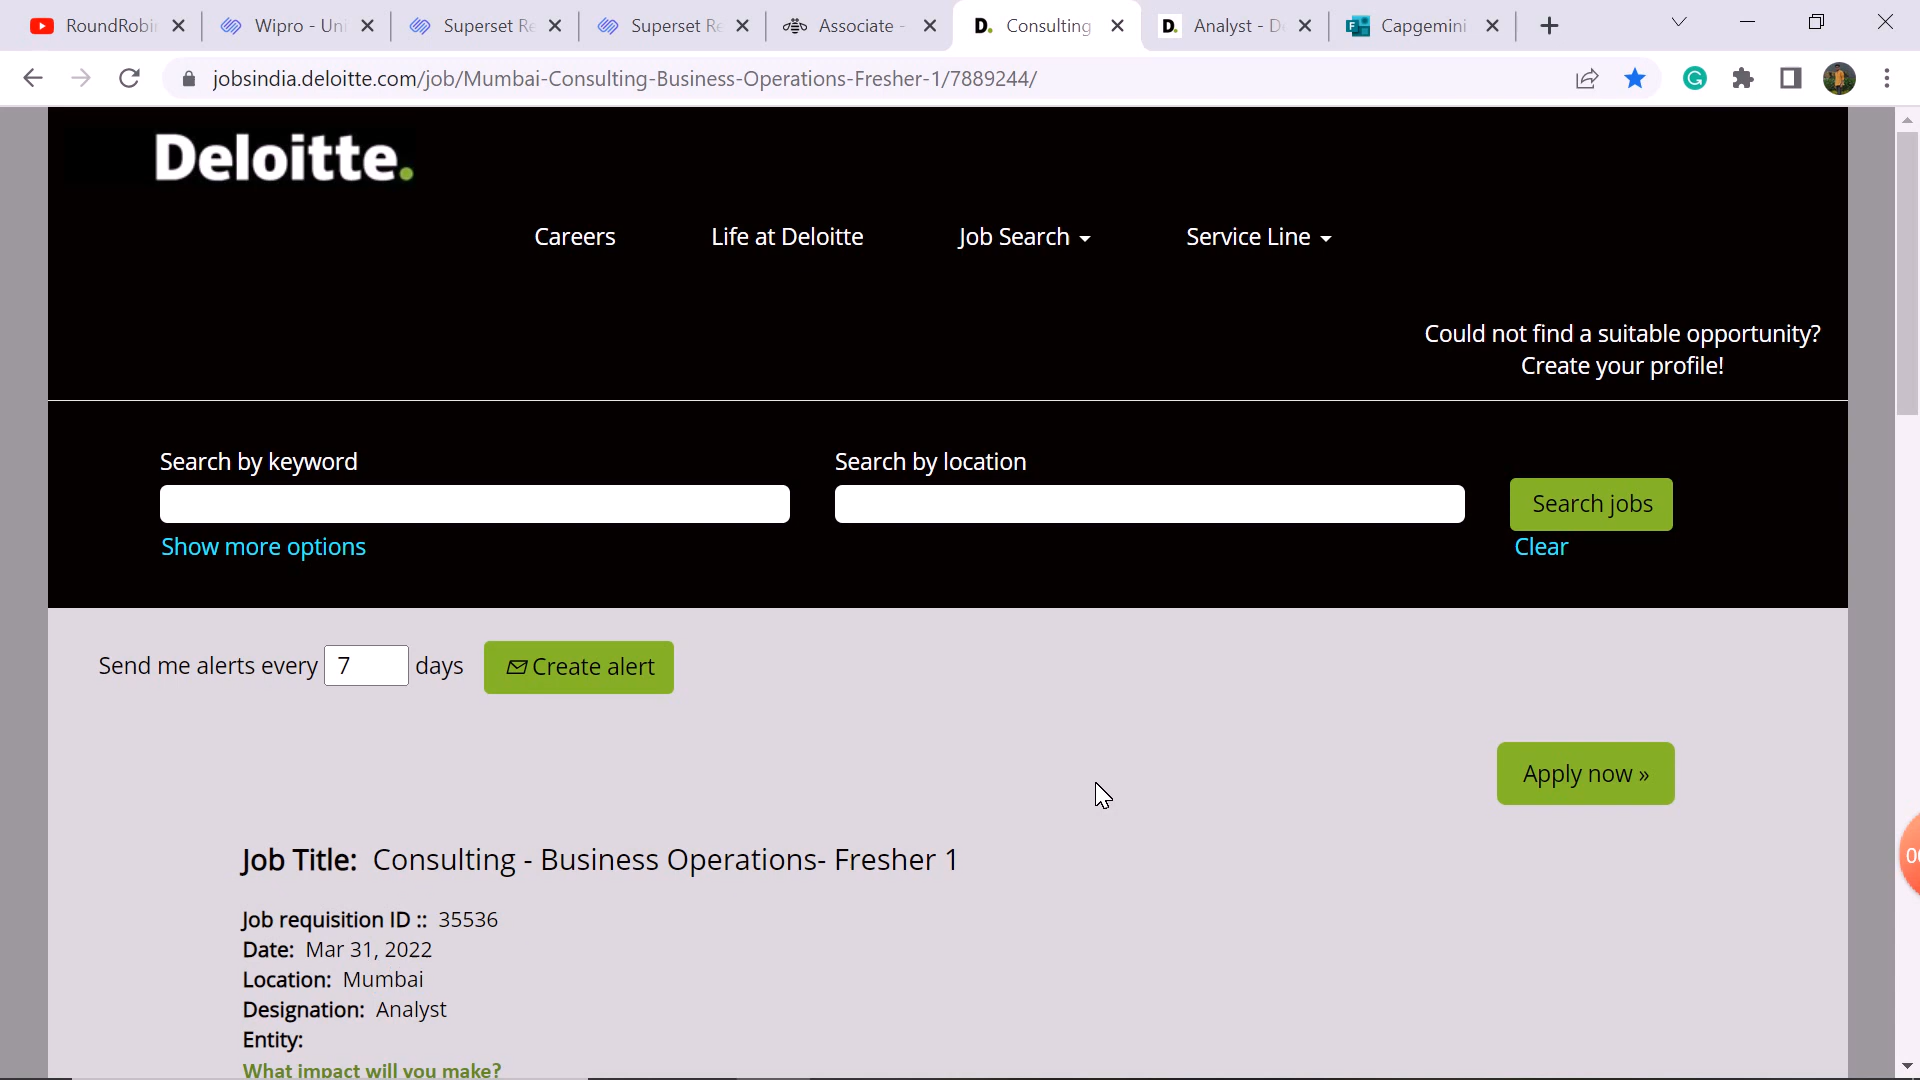 RoundRobi
Wipro - Uni
Superset Re
Superset Re
Associate -
D. Consulting
D. Analyst - De
Capgemini
jobsindia.deloitte.com/job/Mumbai-Consulting-Business-Operations-Fresher-1/7889244/
Deloitte.
Careers
Life at Deloitte
Job Search
Service Line
Could not find a suitable opportunity?
Create your profile!
Search by keyword
Search by location
Search jobs
Show more options
Clear
Send me alerts every 7 days
Create alert
Apply now »
Job Title: Consulting - Business Operations- Fresher 1
Job requisition ID :: 35536
Date: Mar 31, 2022
Location: Mumbai
Designation: Analyst
Entity:
What impact will you make?